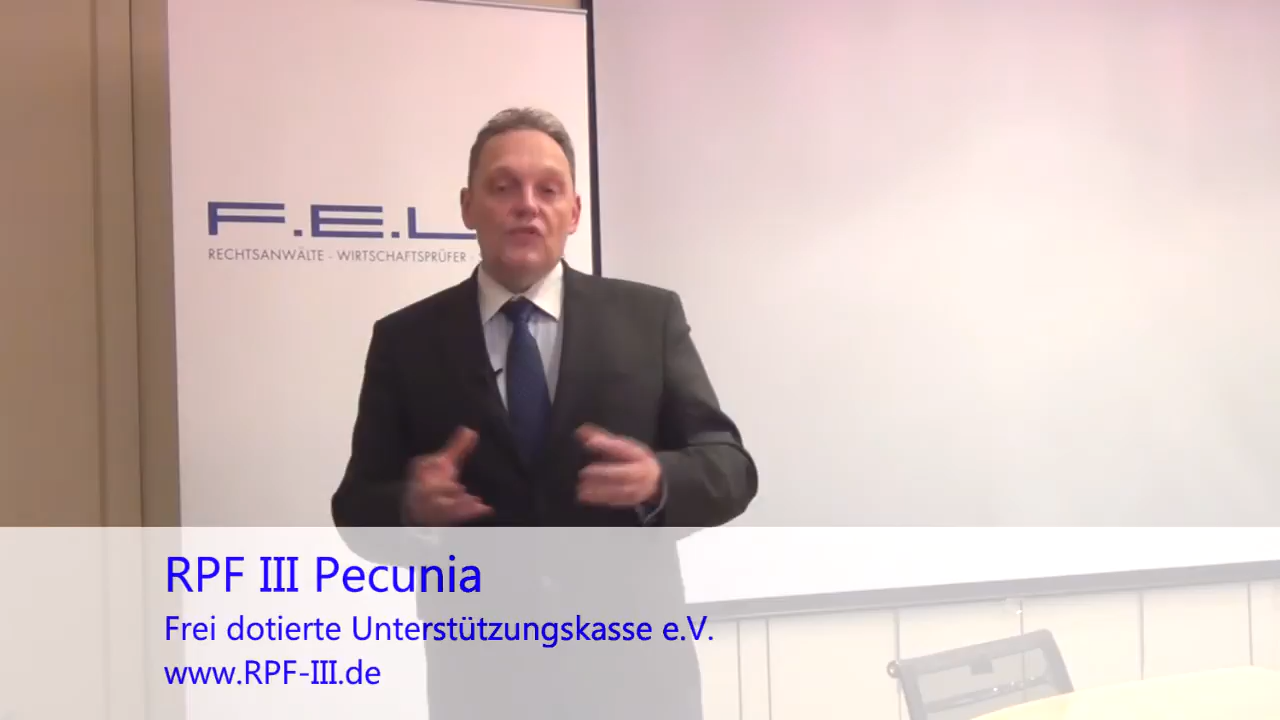 F.E.L
RECHTSANWÄLTE - WIRTSCHAFTSPRÜFER -
RPF III Pecunia
Frei dotierte Unterstützungskasse e.V.
www.RPF-III.de